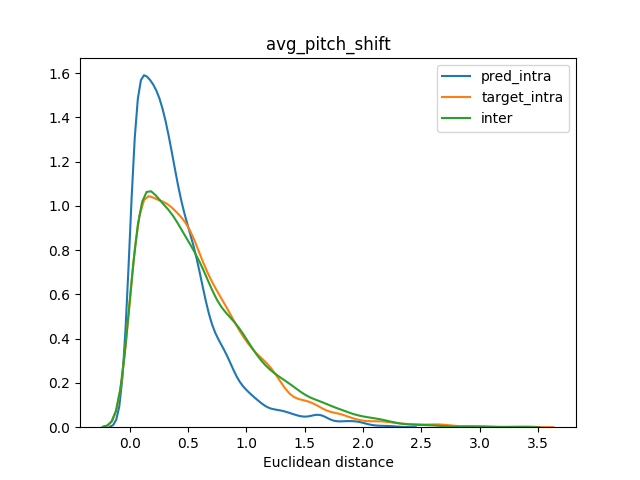 avg_pitch_shift
pred_intra
target_intra
inter
1.6
1.4
1.2
1.0
0.8
0.6
0.4
0.2
0.0
0.0 0.5 1.0 1.5 2.0 2.5 3.0 3.5
Euclidean distance